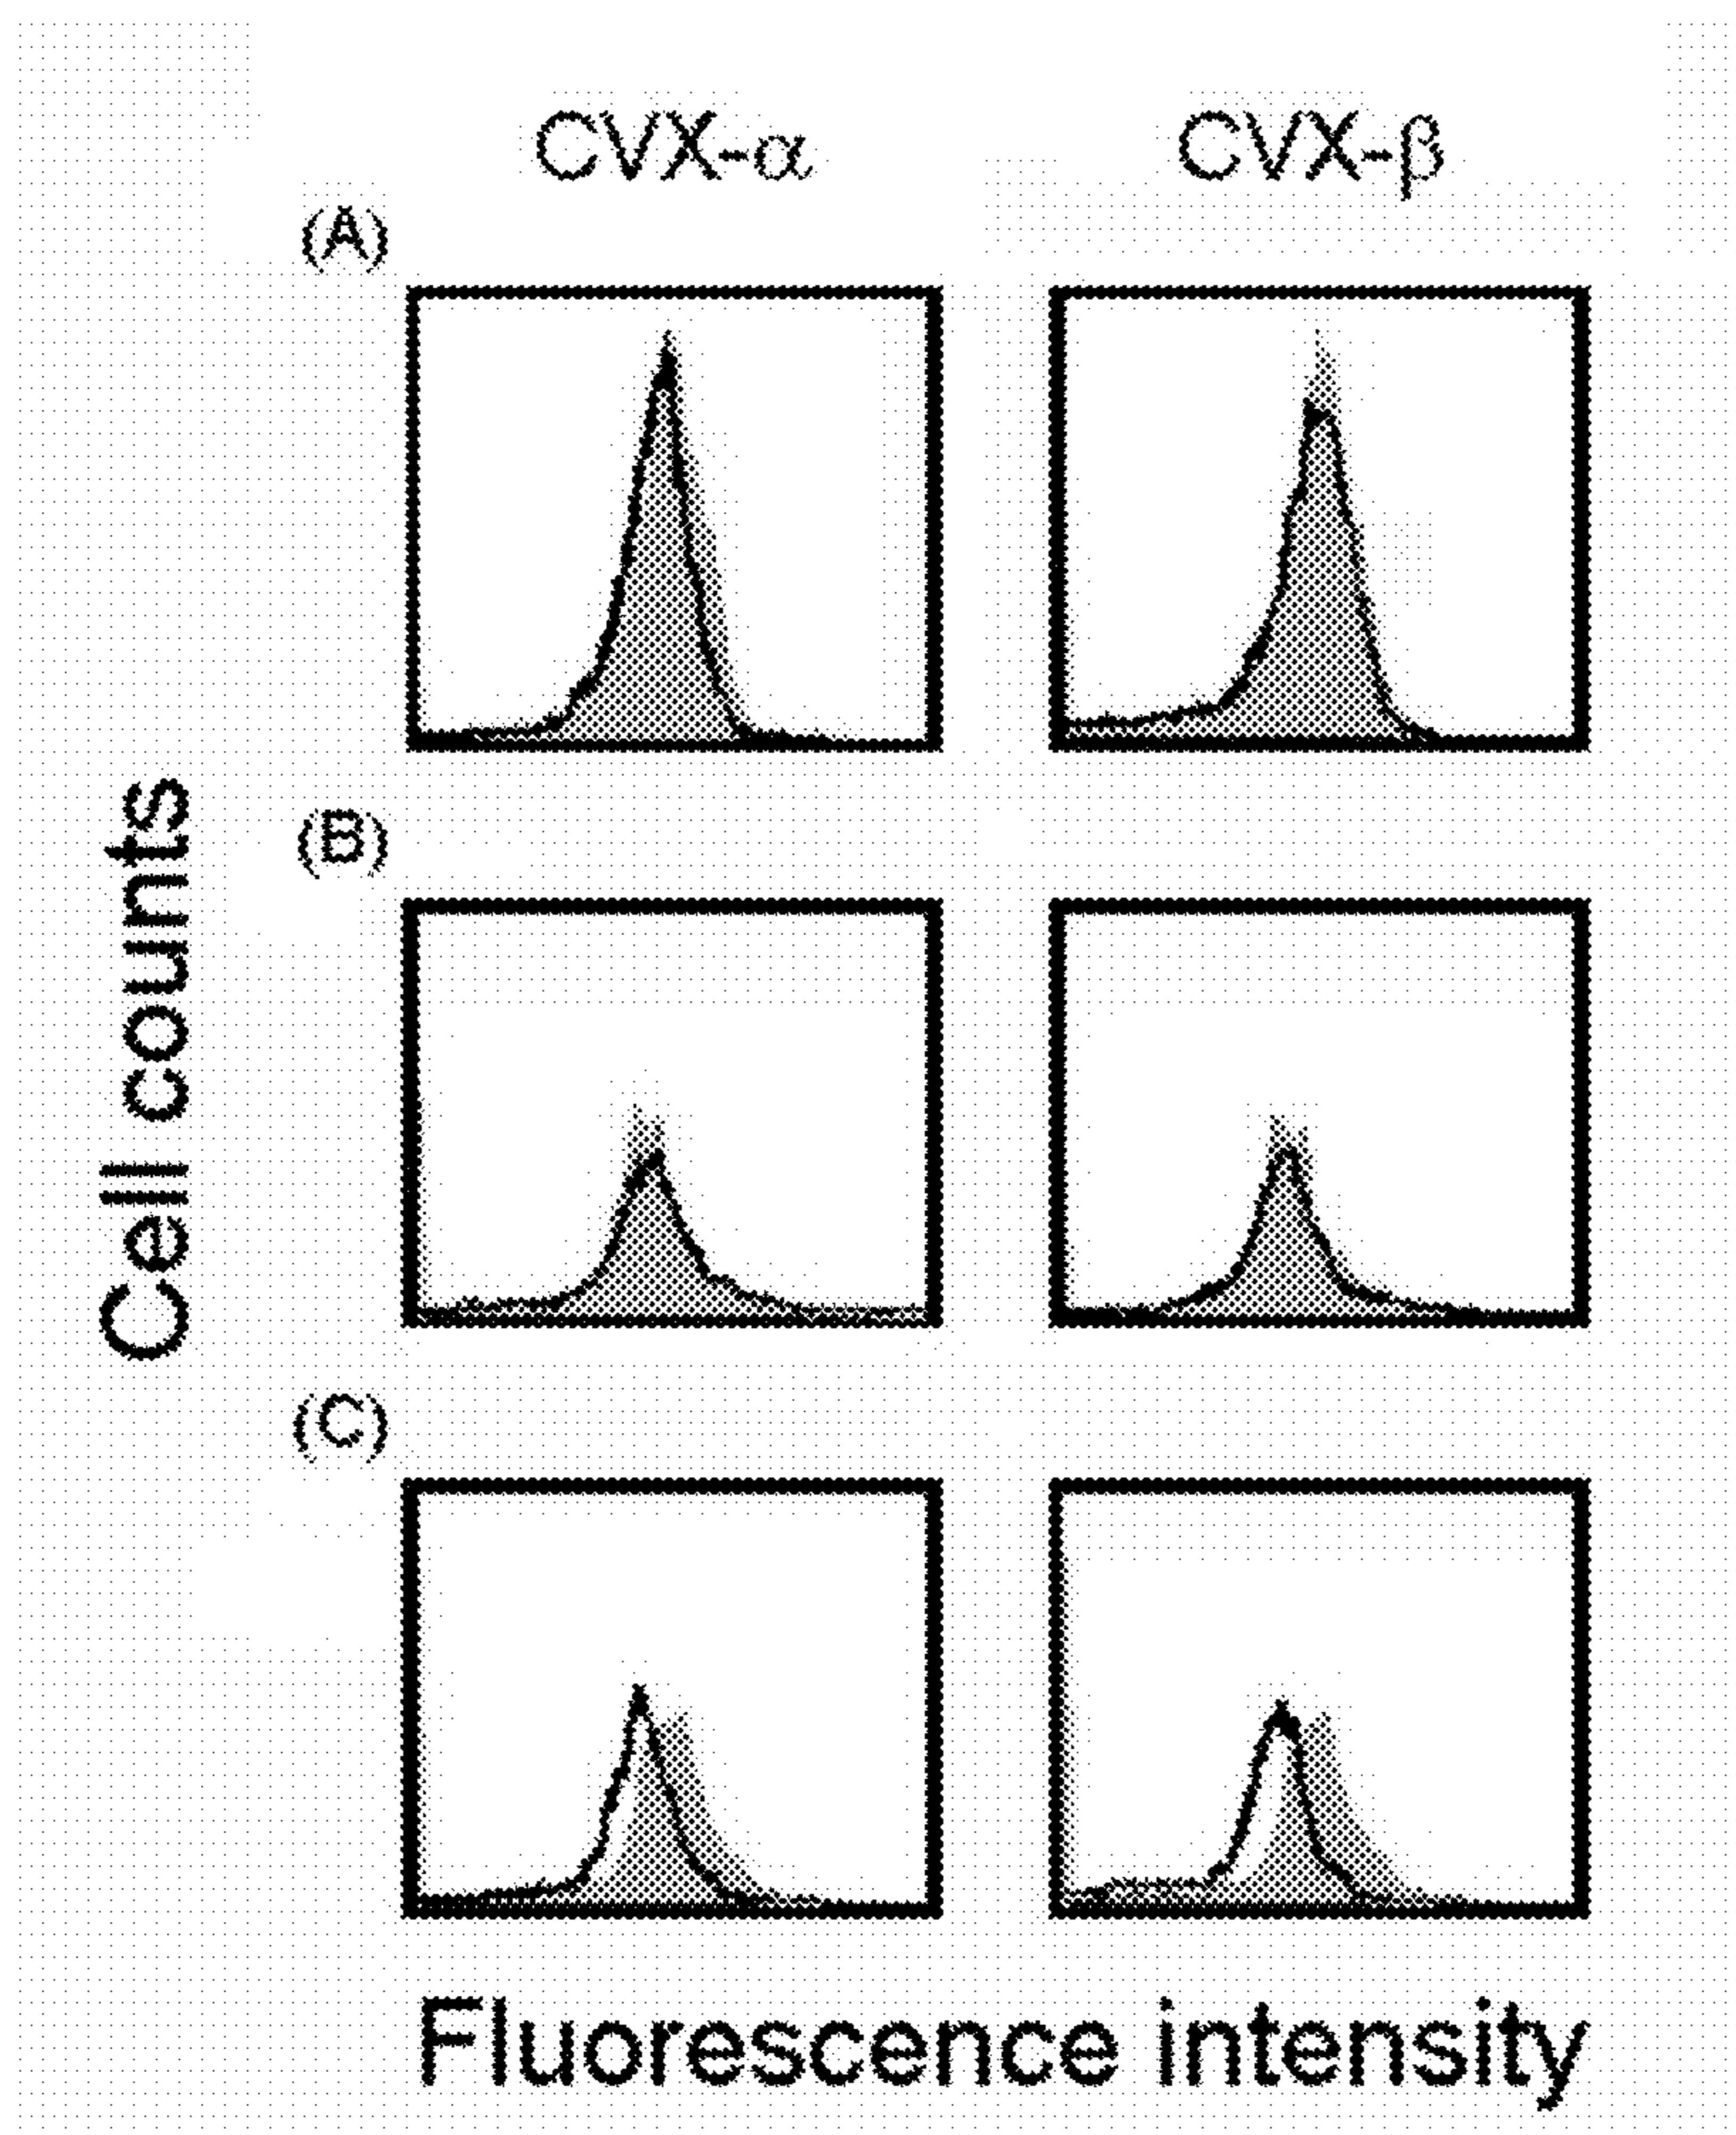 CVX-α
CVX-β
(A)
(B)
(C)
Cell counts
Fluorescence intensity